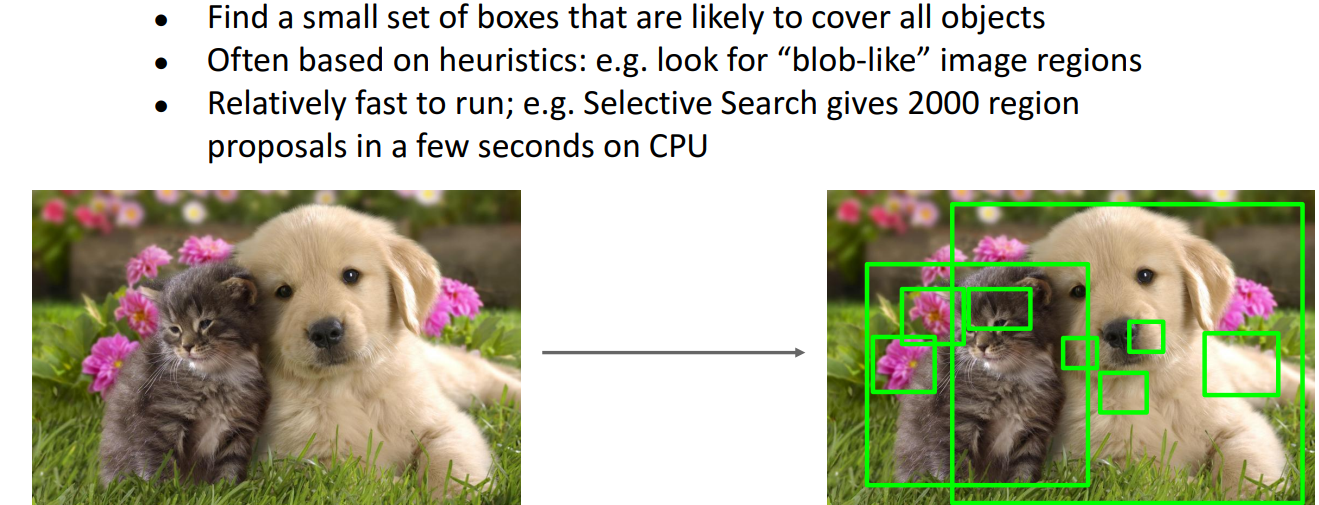 ● Find a small set of boxes that are likely to cover all objects
● Often based on heuristics: e.g. look for “blob-like” image regions
● Relatively fast to run; e.g. Selective Search gives 2000 region
proposals in a few seconds on CPU